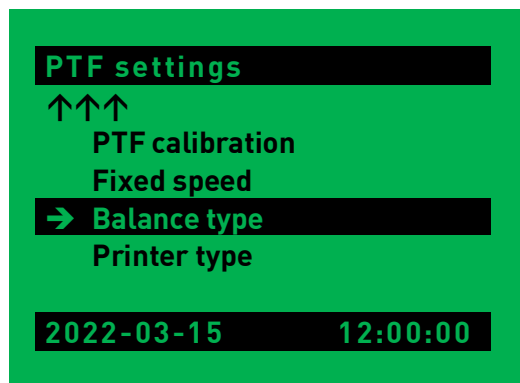 PTF settings
↑↑↑
PTF calibration
Fixed speed
→ Balance type
Printer type
2022-03-15 12:00:00